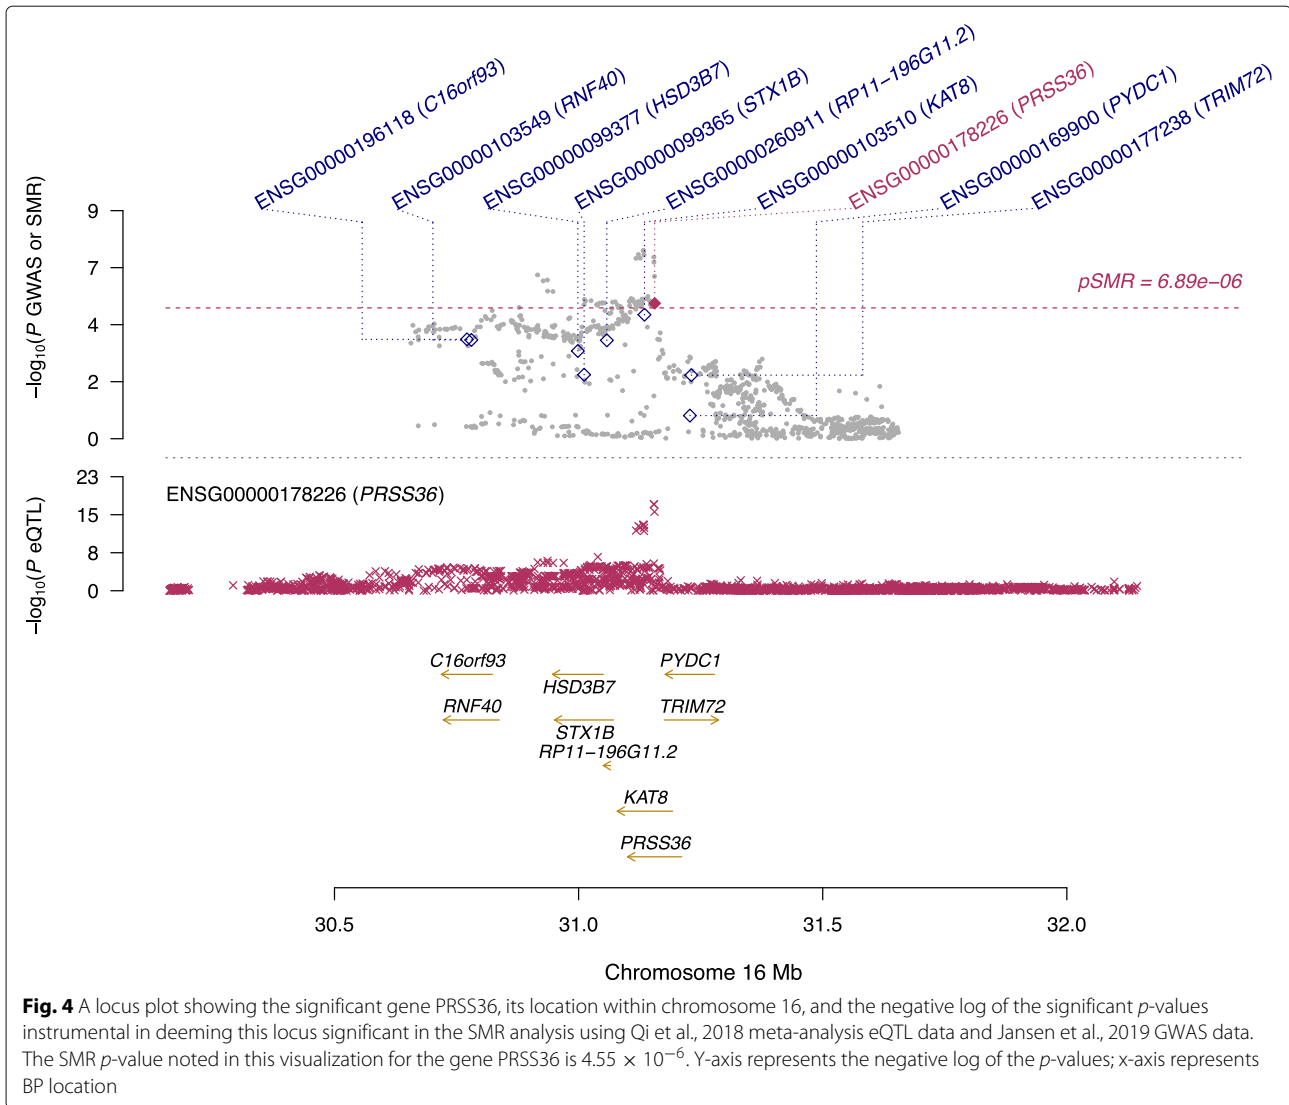 ENSG00000196118 (C16orf93)
ENSG00000103549 (RNF40)
ENSG00000099377 (HSD3B7)
ENSG00000099365 (STX1B)
ENSG00000260911 (RP11−196G11.2)
ENSG00000103510 (KAT8)
ENSG00000178226 (PRSS36)
ENSG00000169900 (PYDC1)
ENSG00000177238 (TRIM72)
−log10(P GWAS or SMR)
9
7
4
2
0
pSMR = 6.89e−06
−log10(P eQTL)
23
15
8
0
ENSG00000178226 (PRSS36)
C16orf93
PYDC1
HSD3B7
RNF40
TRIM72
STX1B
RP11−196G11.2
KAT8
PRSS36
30.5 31.0 31.5 32.0
Chromosome 16 Mb
Fig. 4 A locus plot showing the significant gene PRSS36, its location within chromosome 16, and the negative log of the significant p-values
instrumental in deeming this locus significant in the SMR analysis using Qi et al., 2018 meta-analysis eQTL data and Jansen et al., 2019 GWAS data.
The SMR p-value noted in this visualization for the gene PRSS36 is 4.55 × 10−6. Y-axis represents the negative log of the p-values; x-axis represents
BP location